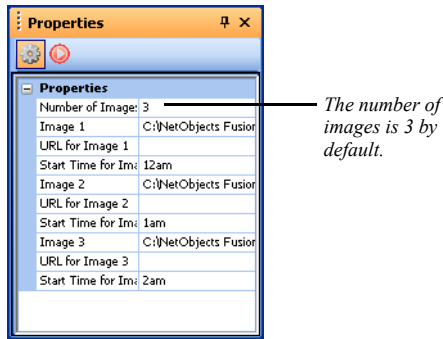 Properties
Properties
Number of Image: 3
Image 1 C:\NetObjects Fusion
URL for Image 1
Start Time for Ima 12am
Image 2 C:\NetObjects Fusion
URL for Image 2
Start Time for Ima 1am
Image 3 C:\NetObjects Fusion
URL for Image 3
Start Time for Ima 2am
The number of
images is 3 by
default.